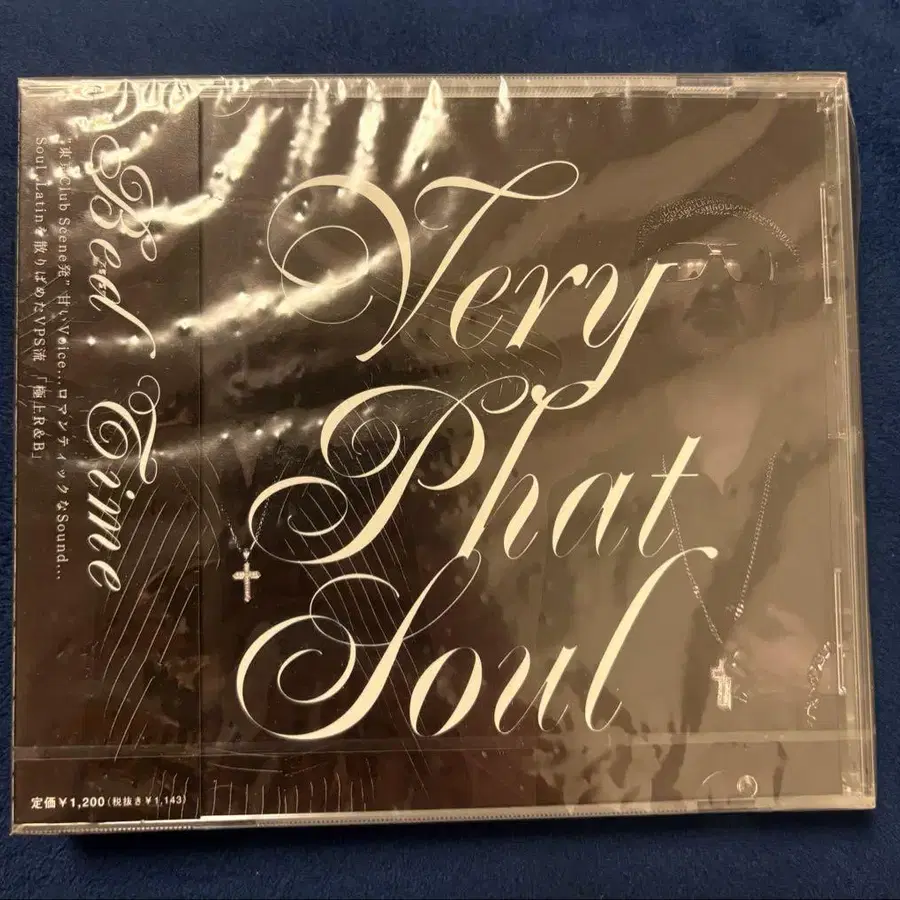 Very
Phat
Soul
Bed Time
"東京Club Scene発" 甘いVoice... ロマンティックなSound...
Soul, Latinを散りばめたVPS流 「極上R&B」
定価¥1,200(税抜き¥1,143)